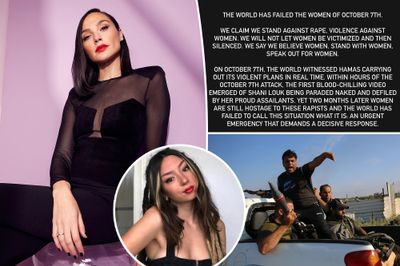 THE WORLD HAS FAILED THE WOMEN OF OCTOBER 7TH.
WE CLAIM WE STAND AGAINST RAPE, VIOLENCE AGAINST
WOMEN. WE WILL NOT LET WOMEN BE VICTIMIZED AND THEN
SILENCED. WE SAY WE BELIEVE WOMEN. STAND WITH WOMEN.
SPEAK OUT FOR WOMEN.
ON OCTOBER 7TH, THE WORLD WITNESSED HAMAS CARRYING
OUT ITS VIOLENT PLANS IN REAL TIME. WITHIN HOURS OF THE
OCTOBER 7TH ATTACK, THE FIRST BLOOD-CHILLING VIDEO
EMERGED OF SHANI LOUK BEING PARADED NAKED AND DEFILED
BY HER PROUD ASSAILANTS. YET TWO MONTHS LATER WOMEN
ARE STILL HOSTAGE TO THESE RAPISTS AND THE WORLD HAS
FAILED TO CALL THIS SITUATION WHAT IT IS: AN URGENT
EMERGENCY THAT DEMANDS A DECISIVE RESPONSE.